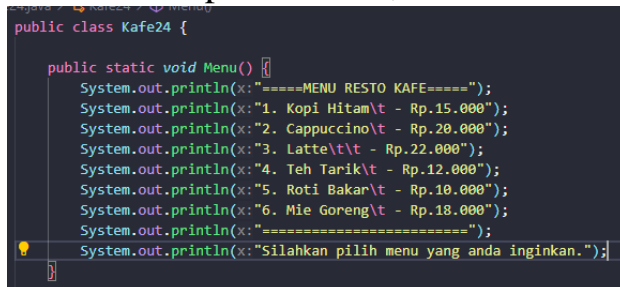 24.java > Kafe24 > Menu()
public class Kafe24 {
public static void Menu() {
System.out.println(x:"=====MENU RESTO KAFE=====");
System.out.println(x:"1. Kopi Hitam\t - Rp.15.000");
System.out.println(x:"2. Cappuccino\t - Rp.20.000");
System.out.println(x:"3. Latte\t\t - Rp.22.000");
System.out.println(x:"4. Teh Tarik\t - Rp.12.000");
System.out.println(x:"5. Roti Bakar\t - Rp.10.000");
System.out.println(x:"6. Mie Goreng\t - Rp.18.000");
System.out.println(x:"=========================");
System.out.println(x:"Silahkan pilih menu yang anda inginkan.");
}